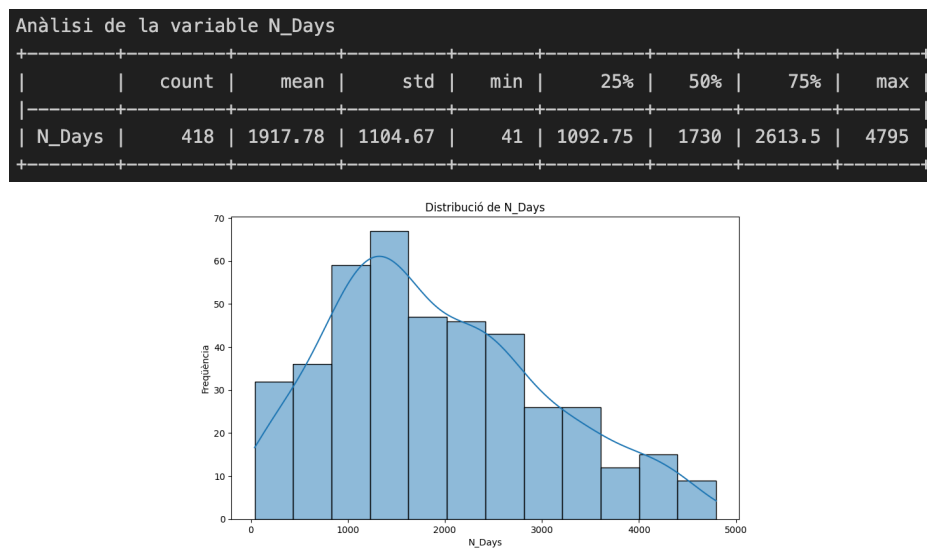 Anàlisi de la variable N_Days
| | count | mean | std | min | 25% | 50% | 75% | max |
| N_Days | 418 | 1917.78 | 1104.67 | 41 | 1092.75 | 1730 | 2613.5 | 4795 |
Distribució de N_Days
70
60
50
40
30
20
10
0
Freqüència
0 1000 2000 3000 4000 5000
N_Days